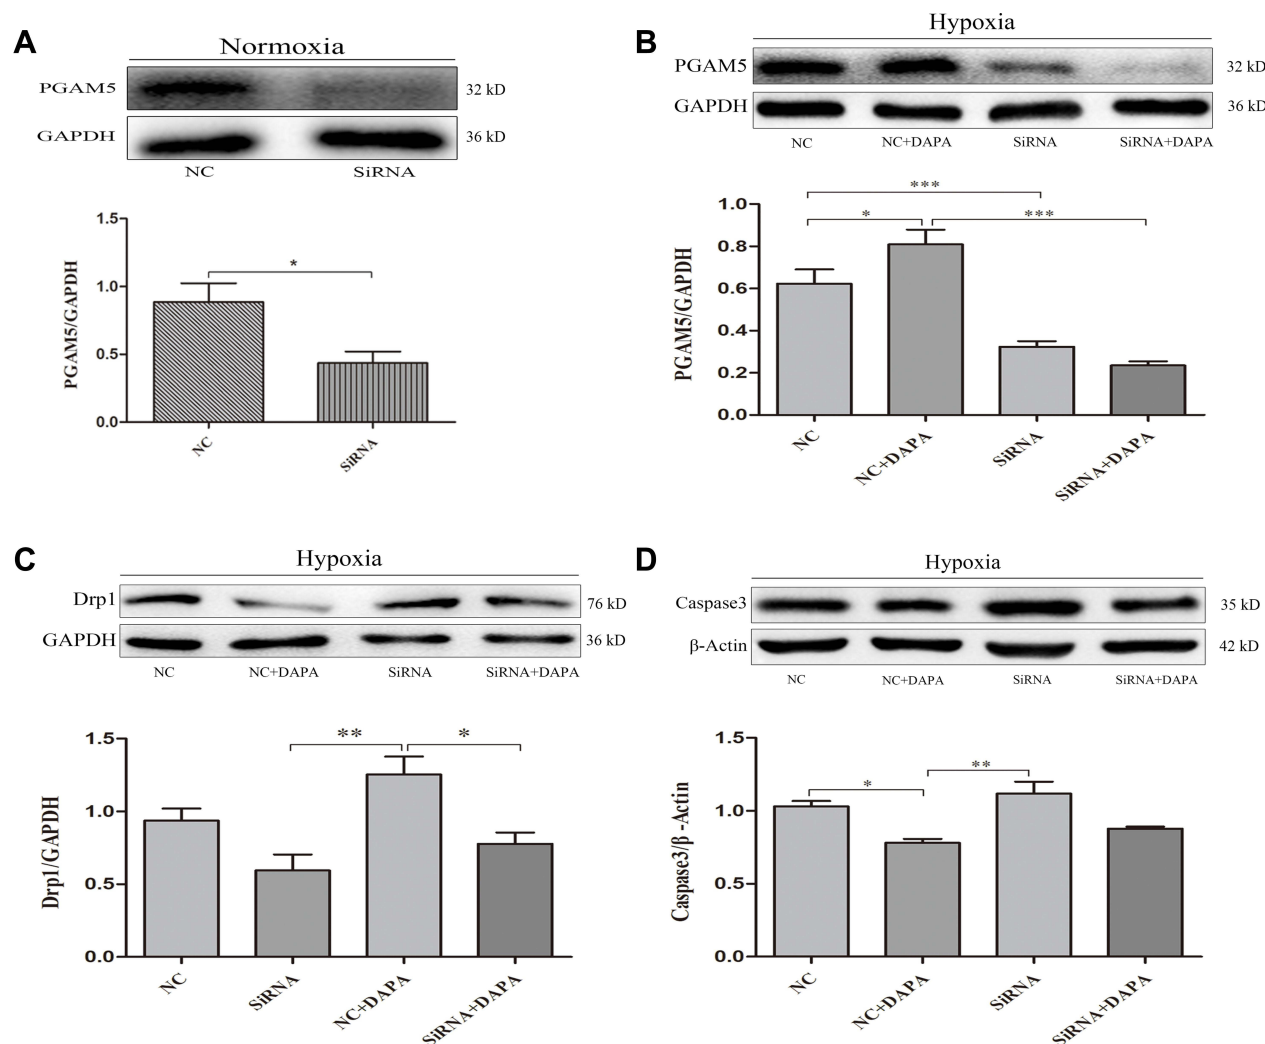 A
Normoxia
PGAM5
32 kD
GAPDH
36 kD
NC
SiRNA
PGAM5/GAPDH
1.5
1.0
0.5
0.0
*
NC
SiRNA
B
Hypoxia
PGAM5
32 kD
GAPDH
36 kD
NC
NC+DAPA
SiRNA
SiRNA+DAPA
PGAM5/GAPDH
1.0
0.8
0.6
0.4
0.2
0.0
***
*
***
NC
NC+DAPA
SiRNA
SiRNA+DAPA
C
Hypoxia
Drp1
76 kD
GAPDH
36 kD
NC
NC+DAPA
SiRNA
SiRNA+DAPA
Drp1/GAPDH
1.5
1.0
0.5
0.0
**
*
NC
SiRNA
NC+DAPA
SiRNA+DAPA
D
Hypoxia
Caspase3
35 kD
β-Actin
42 kD
NC
NC+DAPA
SiRNA
SiRNA+DAPA
Caspase3/β -Actin
1.5
1.0
0.5
0.0
*
**
NC
NC+DAPA
SiRNA
SiRNA+DAPA